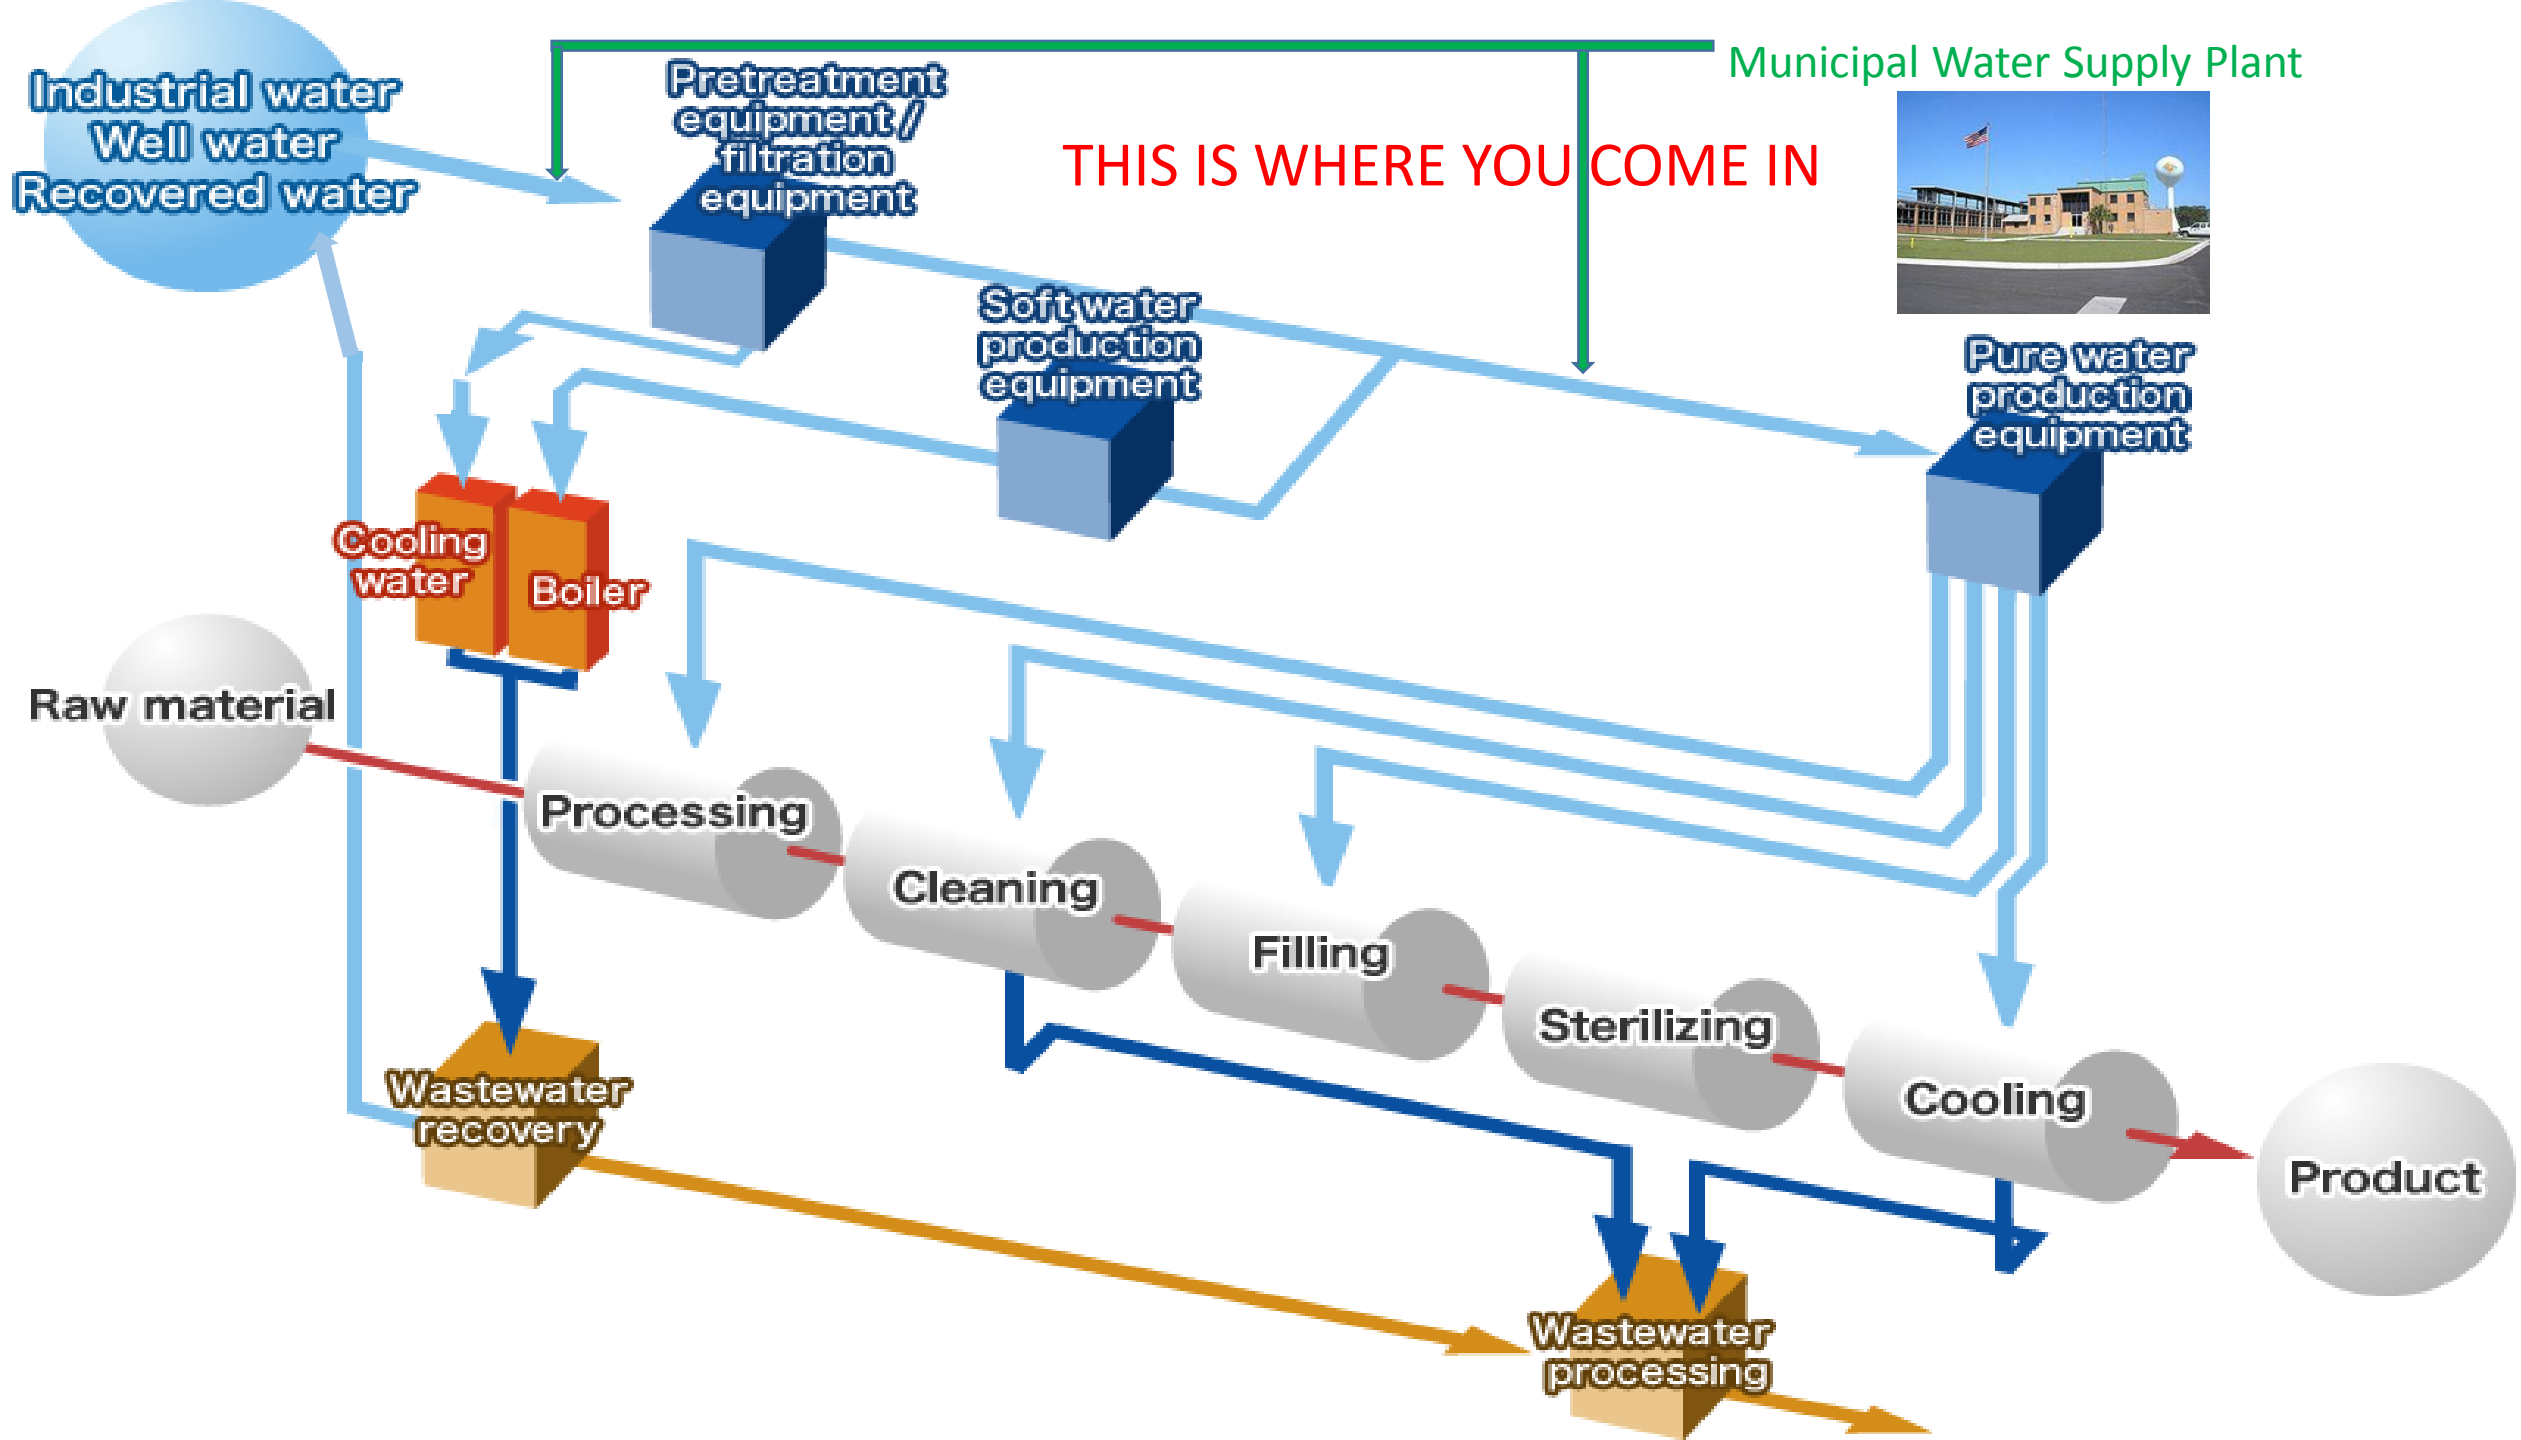 Municipal Water Supply Plant
THIS IS WHERE YOU COME IN
Industrial water
Well water
Recovered water
Pretreatment
equipment /
filtration
equipment
Soft water
production
equipment
Pure water
production
equipment
Cooling
water
Boiler
Raw material
Processing
Cleaning
Filling
Sterilizing
Cooling
Product
Wastewater
recovery
Wastewater
processing